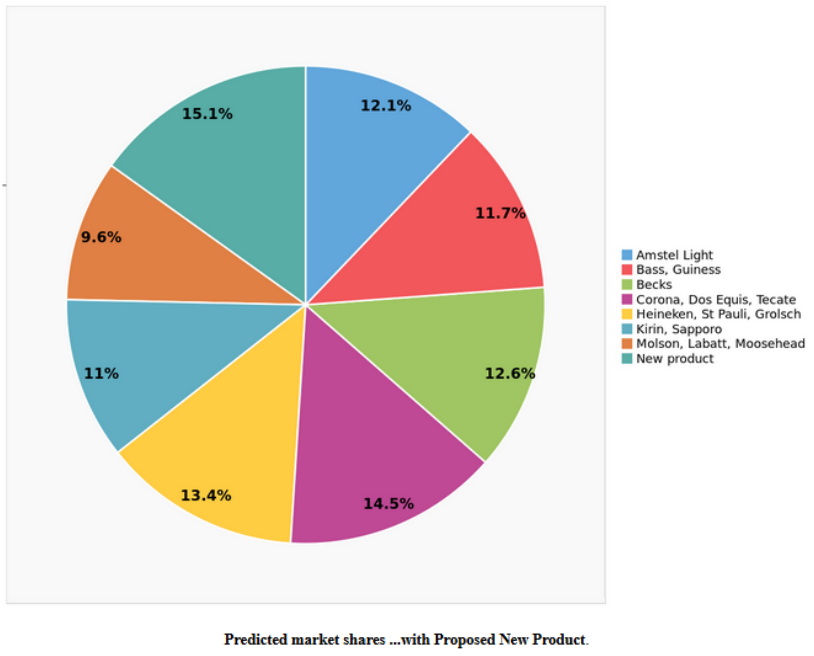 15.1%
12.1%
11.7%
9.6%
12.6%
11%
13.4%
14.5%
Amstel Light
Bass, Guiness
Becks
Corona, Dos Equis, Tecate
Heineken, St Pauli, Grolsch
Kirin, Sapporo
Molson, Labatt, Moosehead
New product
Predicted market shares ...with Proposed New Product.